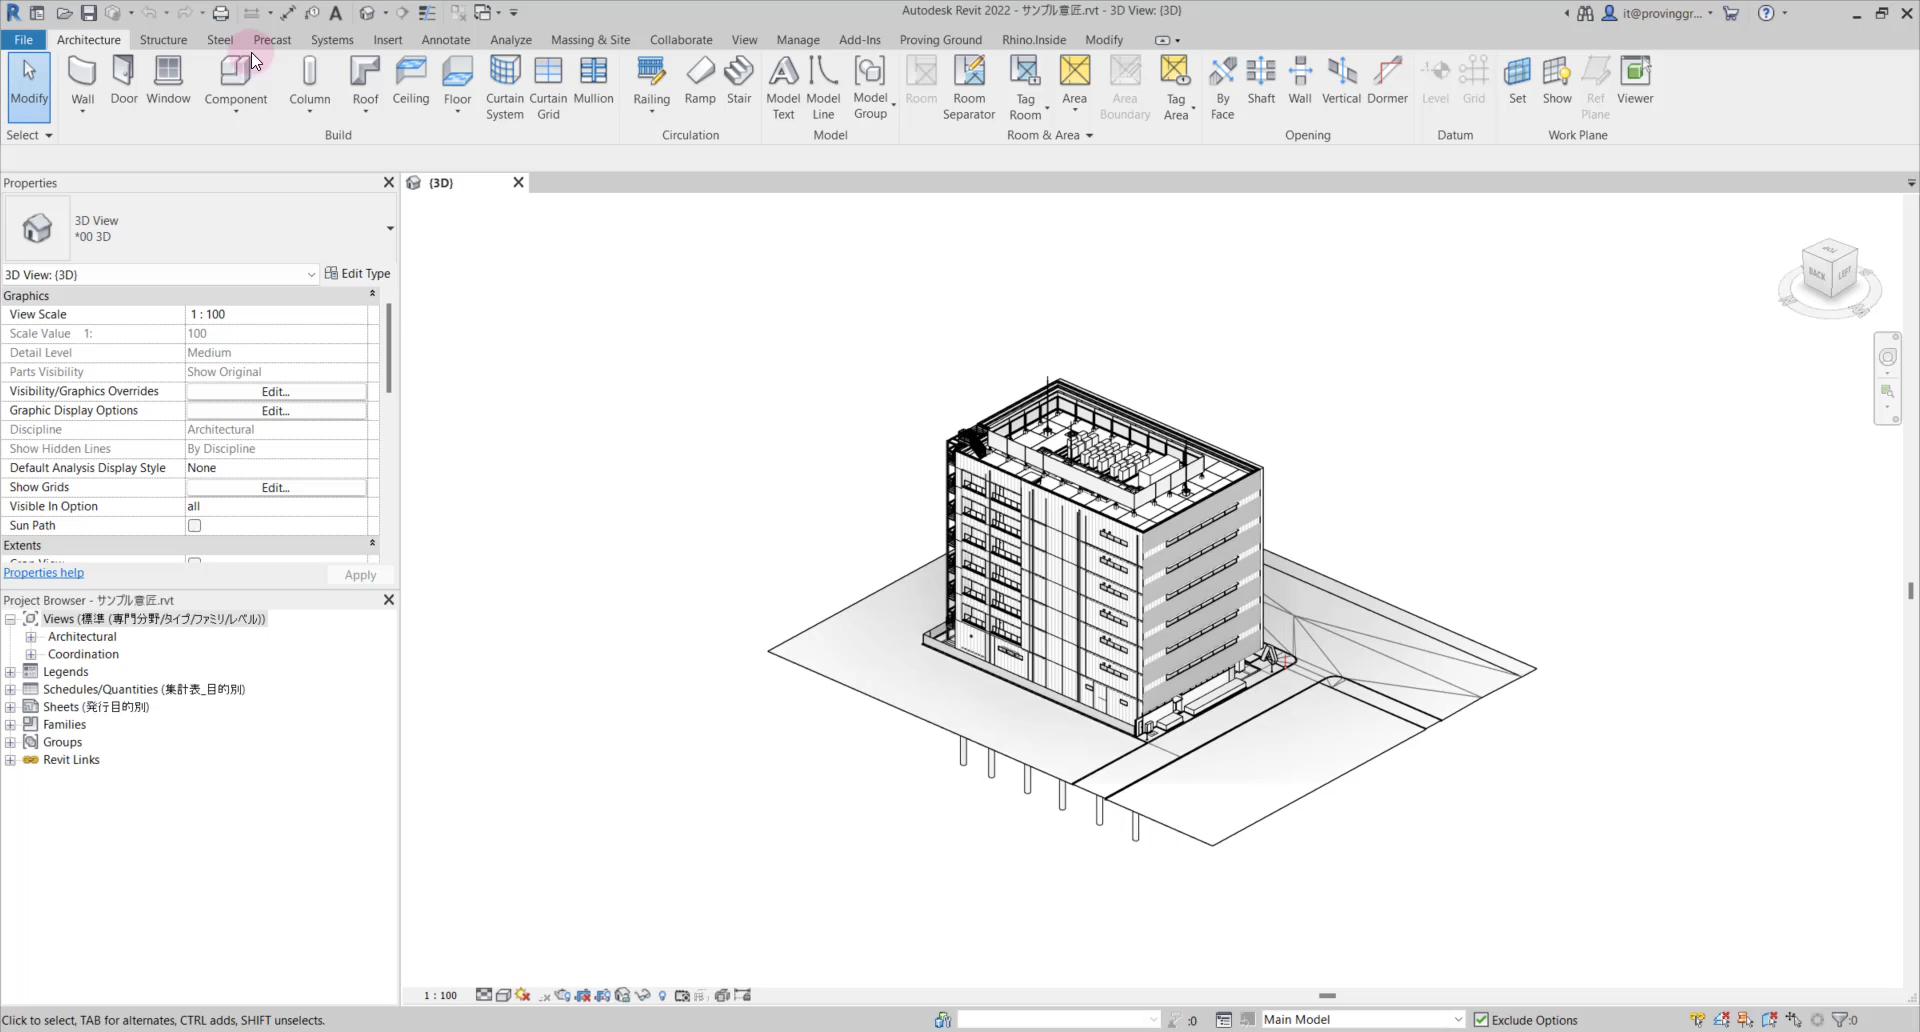 Autodesk Revit 2022 - サンプル意匠.rvt - 3D View: {3D}
it@provinggr...
File Architecture Structure Steel Precast Systems Insert Annotate Analyze Massing & Site Collaborate View Manage Add-Ins Proving Ground Rhino.Inside Modify
Modify Wall Door Window Component Column Roof Ceiling Floor Curtain System Curtain Grid Mullion Railing Ramp Stair Model Text Model Line Model Group Room Room Separator Tag Room Area Area Boundary Tag Area By Face Shaft Wall Vertical Dormer Level Grid Set Show Ref Plane Viewer
Select Build Circulation Model Room & Area Opening Datum Work Plane
Properties
{3D}
3D View
*00 3D
3D View: {3D} Edit Type
Graphics
View Scale 1 : 100
Scale Value 1: 100
Detail Level Medium
Parts Visibility Show Original
Visibility/Graphics Overrides Edit...
Graphic Display Options Edit...
Discipline Architectural
Show Hidden Lines By Discipline
Default Analysis Display Style None
Show Grids Edit...
Visible In Option all
Sun Path
Extents
Properties help Apply
Project Browser - サンプル意匠.rvt
Views (標準 (専門分野/タイプ/ファミリ/レベル))
Architectural
Coordination
Legends
Schedules/Quantities (集計表_目的別)
Sheets (発行目的別)
Families
Groups
Revit Links
TOP
BACK LEFT
1 : 100
Click to select, TAB for alternates, CTRL adds, SHIFT unselects.
:0 Main Model Exclude Options :0